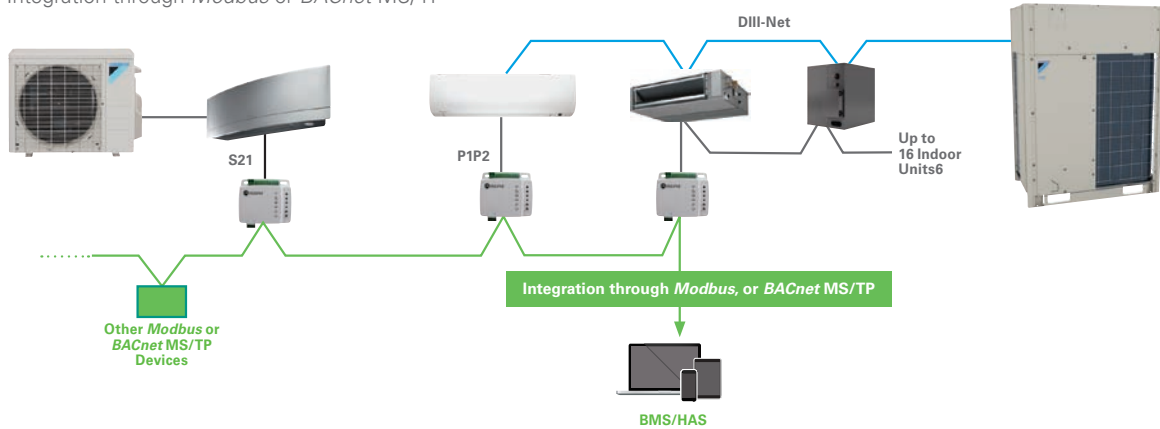 Integration through Modbus or BACnet MS/TP
DIII-Net
S21
P1P2
Up to
16 Indoor
Units6
Integration through Modbus, or BACnet MS/TP
Other Modbus or
BACnet MS/TP
Devices
BMS/HAS